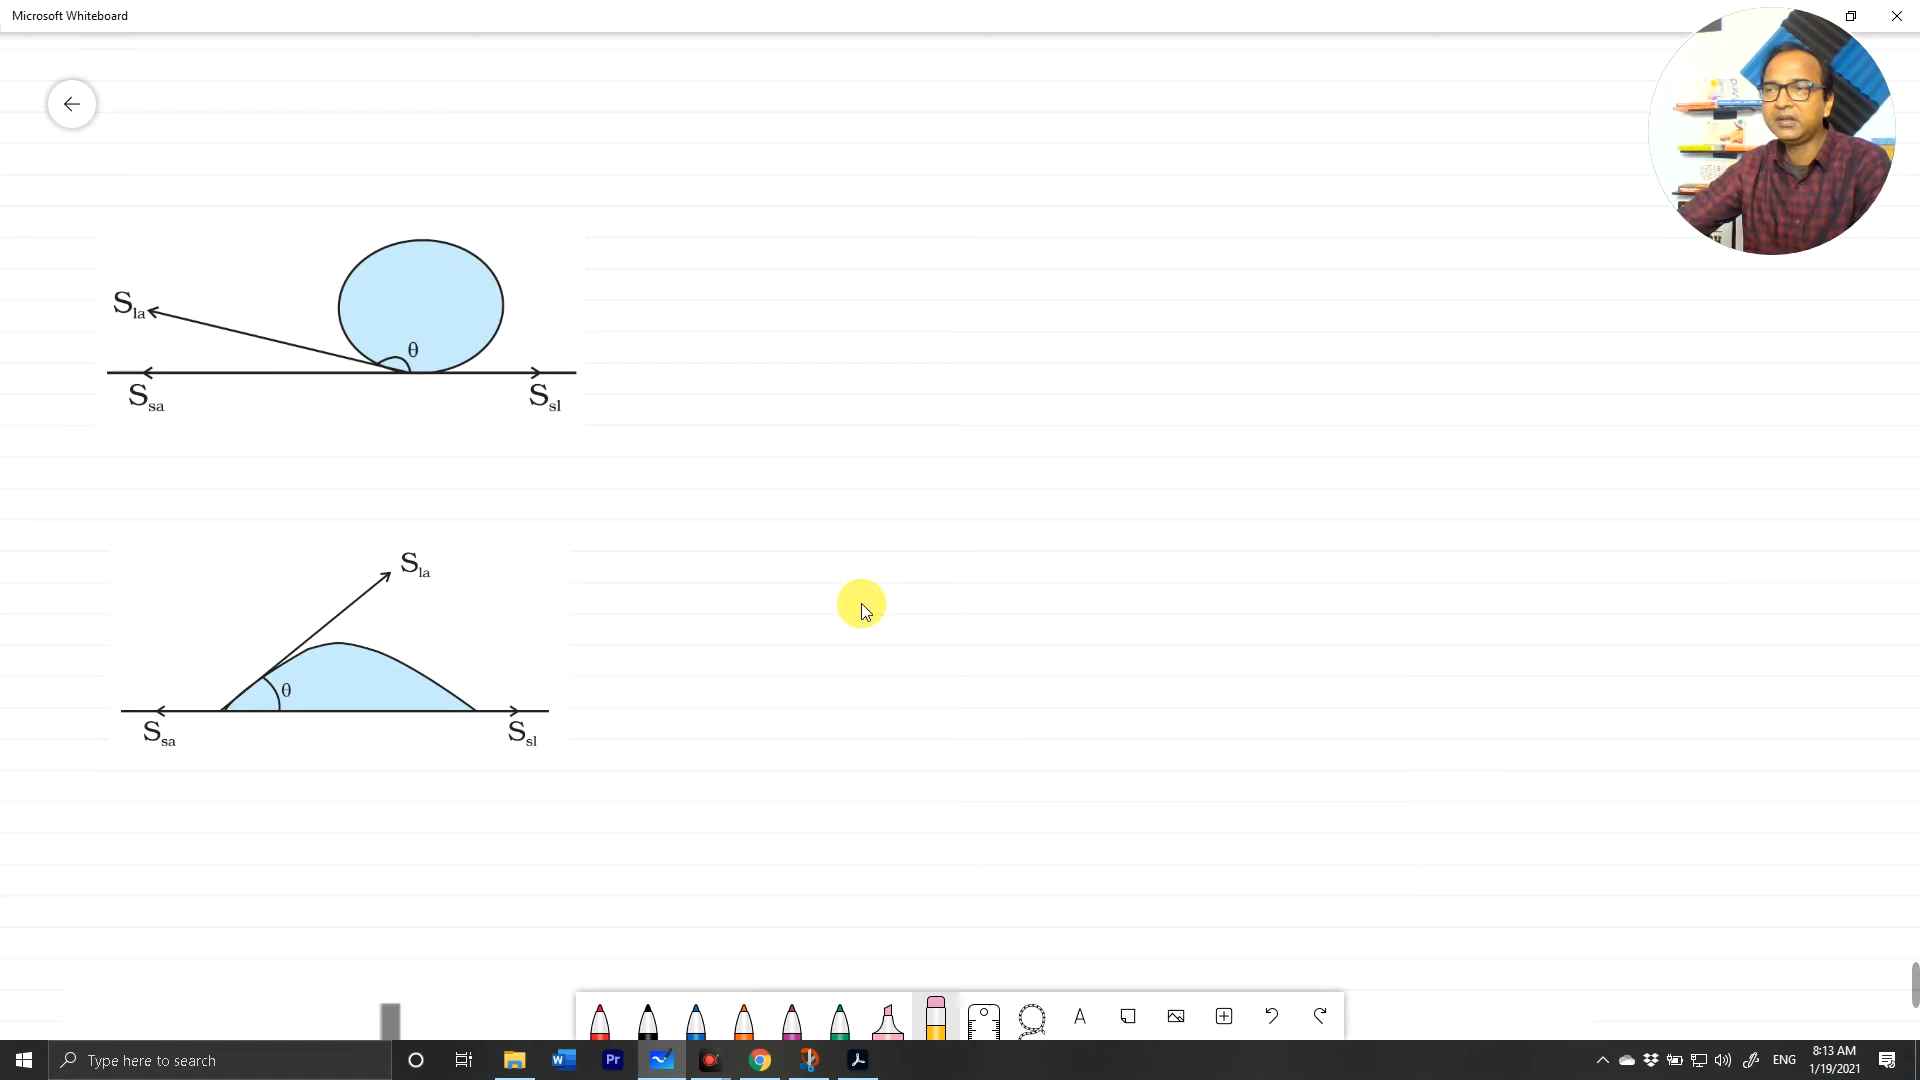 Microsoft Whiteboard
θ
Sla
Ssa
Ssl
Sla
θ
Ssa
Ssl
A
Type here to search
W
Pr
ENG
8:13 AM
1/19/2021